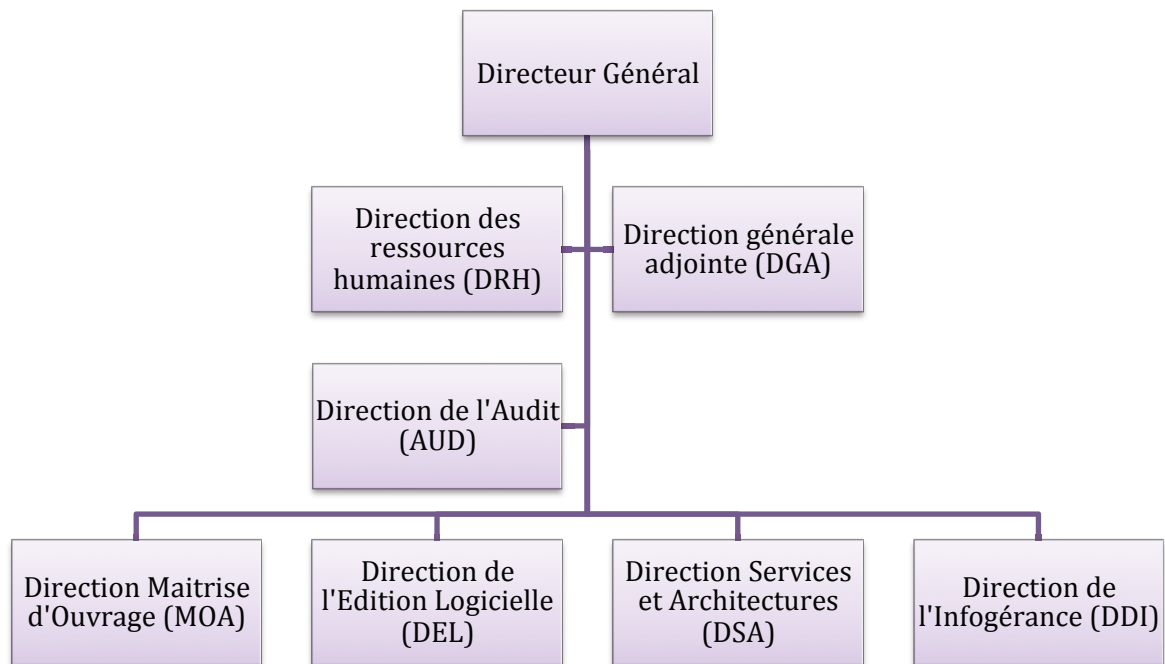 Directeur Général
Direction des
ressources
humaines (DRH)
Direction générale
adjointe (DGA)
Direction de l'Audit
(AUD)
Direction Maitrise
d'Ouvrage (MOA)
Direction de
l'Edition Logicielle
(DEL)
Direction Services
et Architectures
(DSA)
Direction de
l'Infogérance (DDI)